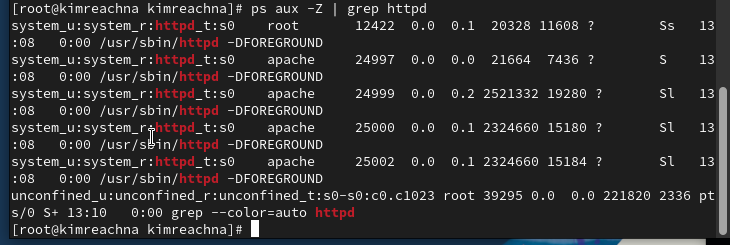 [root@kimreachna kimreachna]# ps aux -Z | grep httpd
system_u:system_r:httpd_t:s0    root       12422  0.0  0.1  20328 11608 ?        Ss   13
:08   0:00 /usr/sbin/httpd -DFOREGROUND
system_u:system_r:httpd_t:s0    apache     24997  0.0  0.0  21664  7436 ?        S    13
:08   0:00 /usr/sbin/httpd -DFOREGROUND
system_u:system_r:httpd_t:s0    apache     24999  0.0  0.2 2521332 19280 ?       Sl   13
:08   0:00 /usr/sbin/httpd -DFOREGROUND
system_u:system_r:httpd_t:s0    apache     25000  0.0  0.1 2324660 15180 ?       Sl   13
:08   0:00 /usr/sbin/httpd -DFOREGROUND
system_u:system_r:httpd_t:s0    apache     25002  0.0  0.1 2324660 15184 ?       Sl   13
:08   0:00 /usr/sbin/httpd -DFOREGROUND
unconfined_u:unconfined_r:unconfined_t:s0-s0:c0.c1023 root 39295 0.0  0.0 221820 2336 pt
s/0 S+ 13:10   0:00 grep --color=auto httpd
[root@kimreachna kimreachna]#